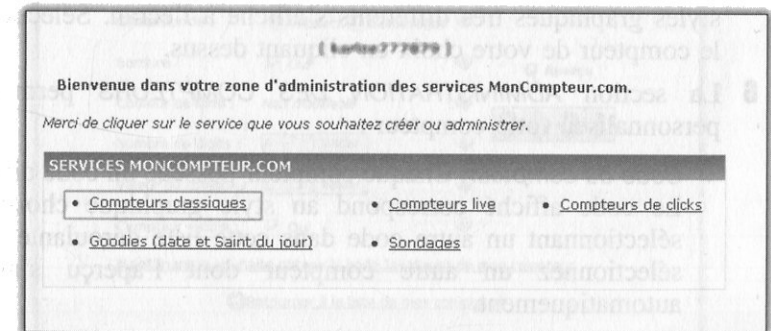 Bienvenue dans votre zone d'administration des services MonCompteur.com.
Merci de cliquer sur le service que vous souhaitez créer ou administrer.
SERVICES MONCOMPTEUR.COM
• Compteurs classiques • Compteurs live • Compteurs de clicks
• Goodies (date et Saint du jour) • Sondages